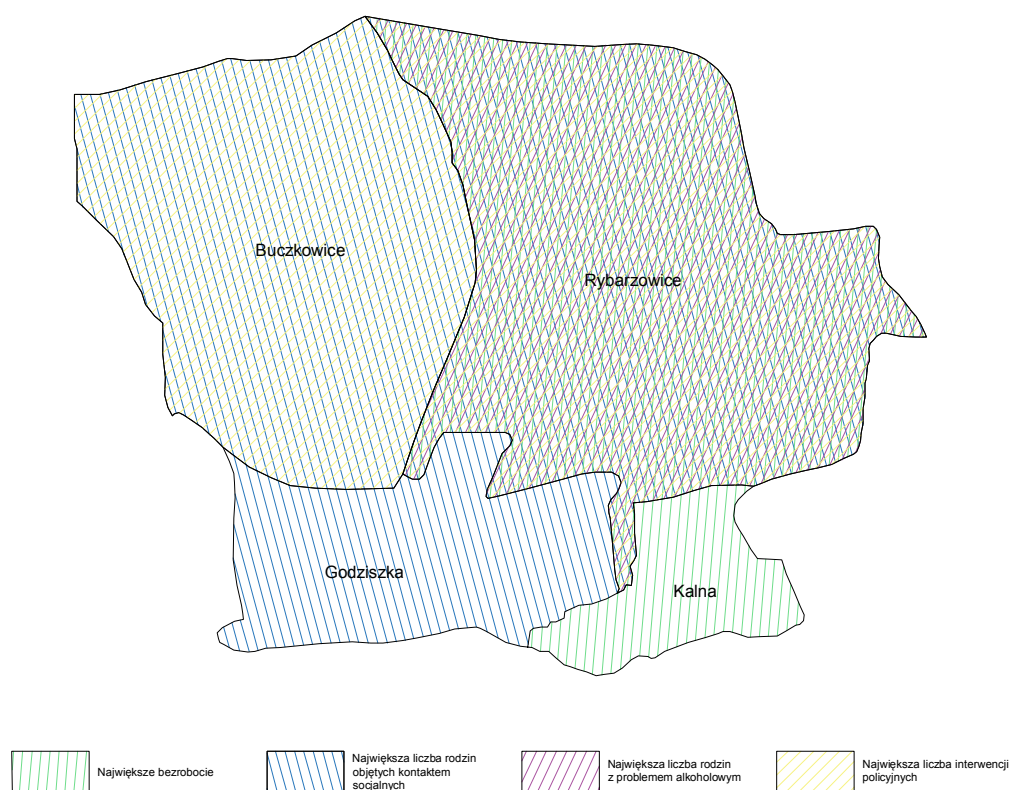 Buczkowice
Rybarzowice
Godziszka
Kalna
Największe bezrobocie
Największa liczba rodzin
objętych kontaktem
socjalnych
Największa liczba rodzin
z problemem alkoholowym
Największa liczba interwencji
policyjnych